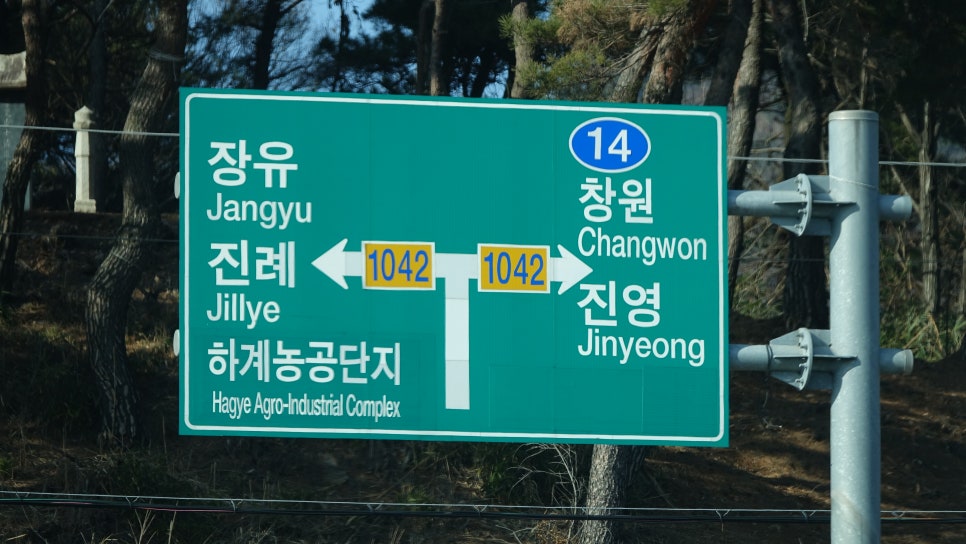 장유
Jangyu
진례
Jillye
하계농공단지
Hagye Agro-Industrial Complex
1042
1042
14
창원
Changwon
진영
Jinyeong